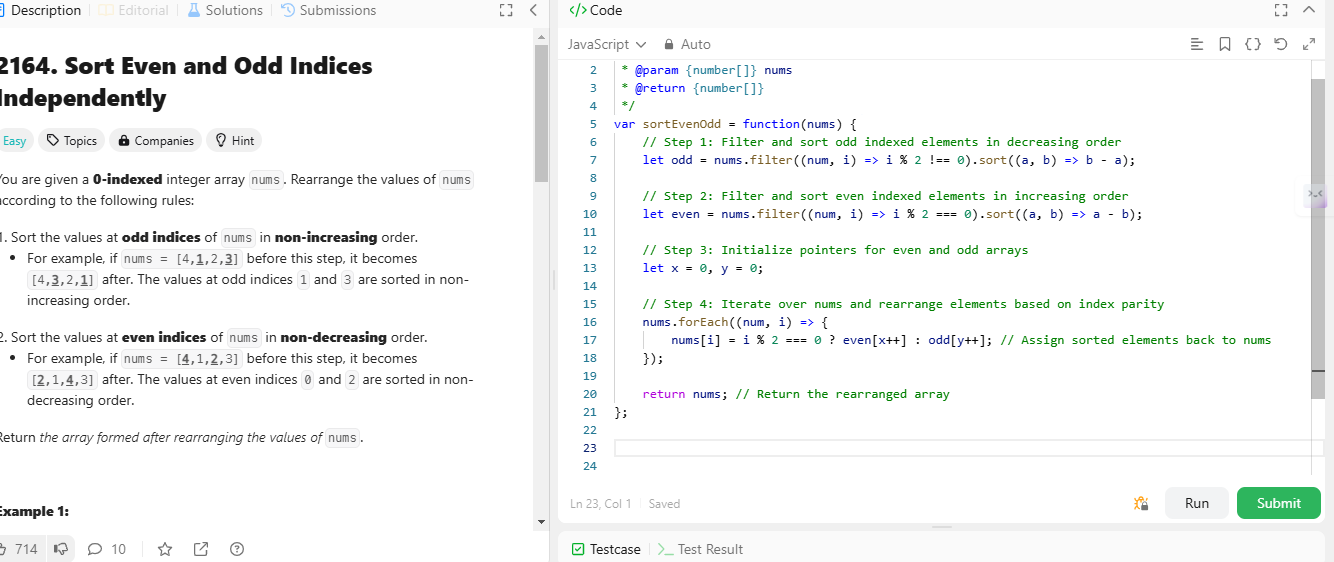 Description Editorial Solutions Submissions
2164. Sort Even and Odd Indices
Independently
Easy Topics Companies Hint
You are given a 0-indexed integer array nums. Rearrange the values of nums
according to the following rules:
1. Sort the values at odd indices of nums in non-increasing order.
• For example, if nums = [4,1,2,3] before this step, it becomes
[4,3,2,1] after. The values at odd indices 1 and 3 are sorted in non-
increasing order.
2. Sort the values at even indices of nums in non-decreasing order.
• For example, if nums = [4,1,2,3] before this step, it becomes
[2,1,4,3] after. The values at even indices 0 and 2 are sorted in non-
decreasing order.
Return the array formed after rearranging the values of nums.
Example 1:
714 10
</> Code
JavaScript Auto
2 * @param {number[]} nums
3 * @return {number[]}
4 */
5 var sortEvenOdd = function(nums) {
6 // Step 1: Filter and sort odd indexed elements in decreasing order
7 let odd = nums.filter((num, i) => i % 2 !== 0).sort((a, b) => b - a);
8
9 // Step 2: Filter and sort even indexed elements in increasing order
10 let even = nums.filter((num, i) => i % 2 === 0).sort((a, b) => a - b);
11
12 // Step 3: Initialize pointers for even and odd arrays
13 let x = 0, y = 0;
14
15 // Step 4: Iterate over nums and rearrange elements based on index parity
16 nums.forEach((num, i) => {
17 nums[i] = i % 2 === 0 ? even[x++] : odd[y++]; // Assign sorted elements back to nums
18 });
19
20 return nums; // Return the rearranged array
21 };
22
23
24
Ln 23, Col 1 Saved
Run Submit
Testcase >_ Test Result